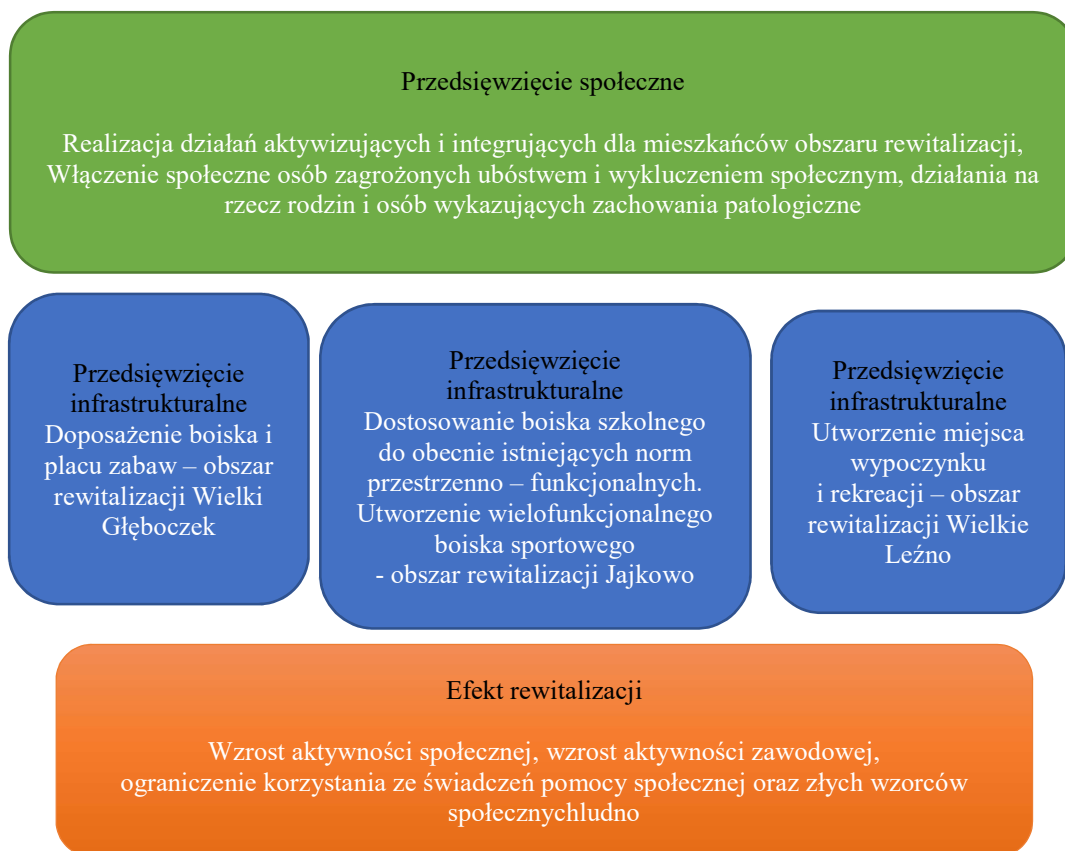 Przedsięwzięcie społeczne
Realizacja działań aktywizujących i integrujących dla mieszkańców obszaru rewitalizacji,
Włączenie społeczne osób zagrożonych ubóstwem i wykluczeniem społecznym, działania na
rzecz rodzin i osób wykazujących zachowania patologiczne
Przedsięwzięcie
infrastrukturalne
Doposażenie boiska i
placu zabaw – obszar
rewitalizacji Wielki
Głęboczek
Przedsięwzięcie
infrastrukturalne
Dostosowanie boiska szkolnego
do obecnie istniejących norm
przestrzenno – funkcjonalnych.
Utworzenie wielofunkcjonalnego
boiska sportowego
- obszar rewitalizacji Jajkowo
Przedsięwzięcie
infrastrukturalne
Utworzenie miejsca
wypoczynku
i rekreacji – obszar
rewitalizacji Wielkie
Leźno
Efekt rewitalizacji
Wzrost aktywności społecznej, wzrost aktywności zawodowej,
ograniczenie korzystania ze świadczeń pomocy społecznej oraz złych wzorców
społecznychludno